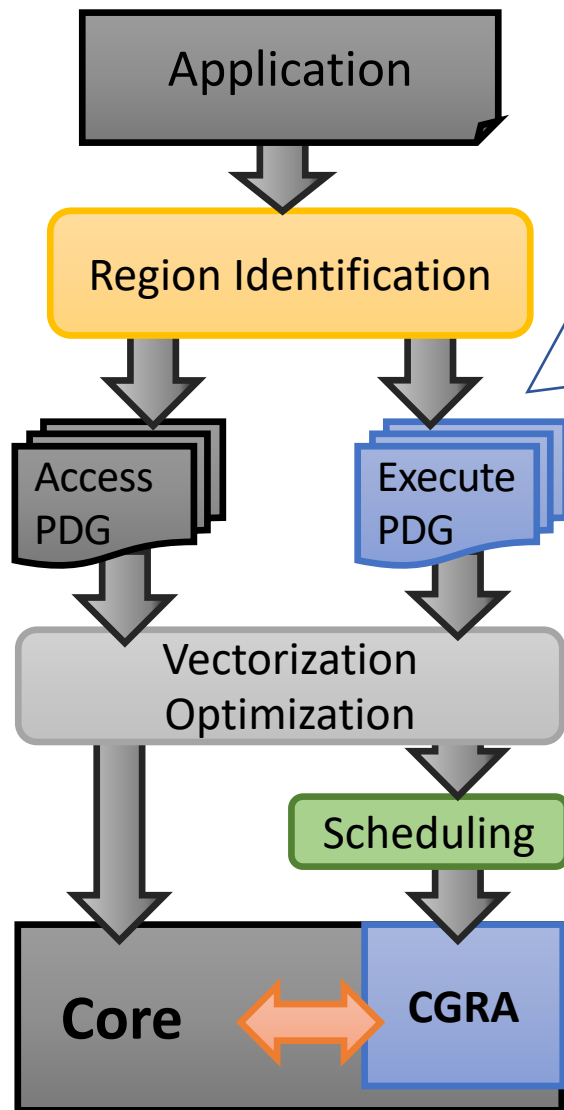 Application
Region Identification
Access
PDG
Execute
PDG
Vectorization
Optimization
Scheduling
Core
CGRA